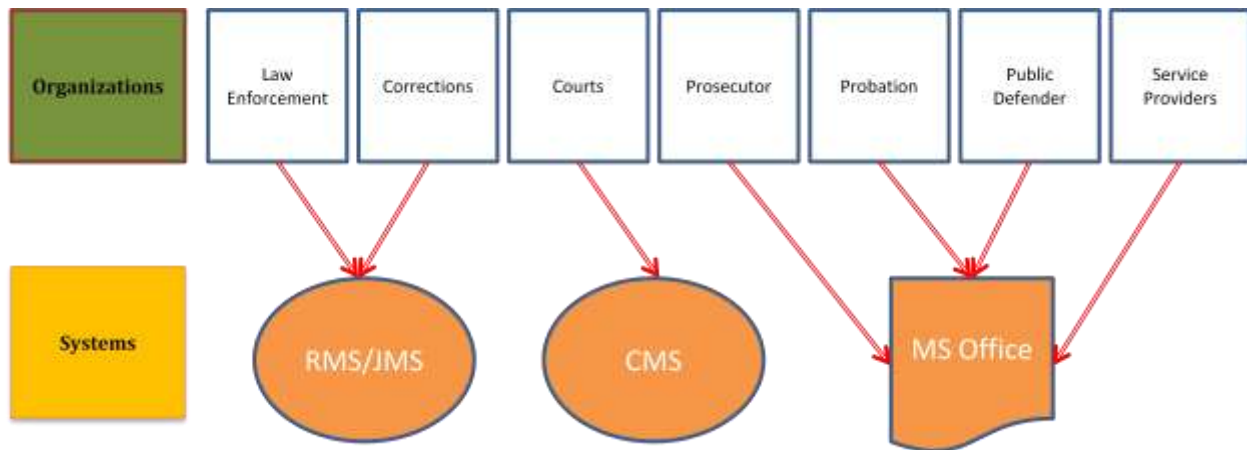 Organizations
Law
Enforcement
Corrections
Courts
Prosecutor
Probation
Public
Defender
Service
Providers
Systems
RMS/JMS
CMS
MS Office